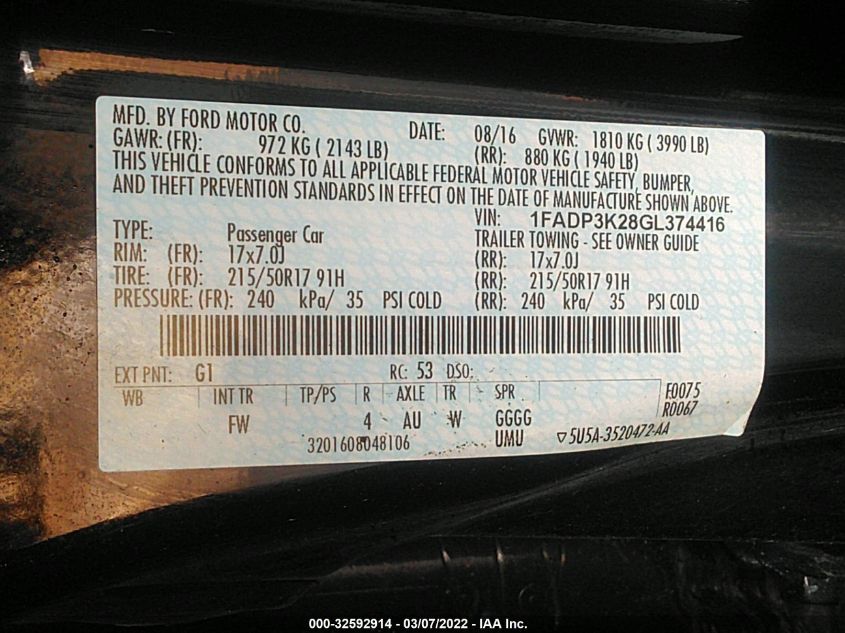 MFD. BY FORD MOTOR CO. DATE: 08/16 GVWR: 1810 KG ( 3990 LB)
GAWR: (FR): 972 KG ( 2143 LB) (RR): 880 KG ( 1940 LB)
THIS VEHICLE CONFORMS TO ALL APPLICABLE FEDERAL MOTOR VEHICLE SAFETY, BUMPER,
AND THEFT PREVENTION STANDARDS IN EFFECT ON THE DATE OF MANUFACTURE SHOWN ABOVE.
VIN: 1FADP3K28GL374416
TYPE: Passenger Car TRAILER TOWING - SEE OWNER GUIDE
RIM: (FR): 17x7.0J (RR): 17x7.0J
TIRE: (FR): 215/50R17 91H (RR): 215/50R17 91H
PRESSURE: (FR): 240 kPa/ 35 PSI COLD (RR): 240 kPa/ 35 PSI COLD
EXT PNT: G1 RC: 53 DSO:
WB INT TR TP/PS R AXLE TR SPR F0075
R0067
FW 4 AU W GGGG
3201608048106 UMU ▽5U5A-3520472-AA
000-32592914 - 03/07/2022 - IAA Inc.